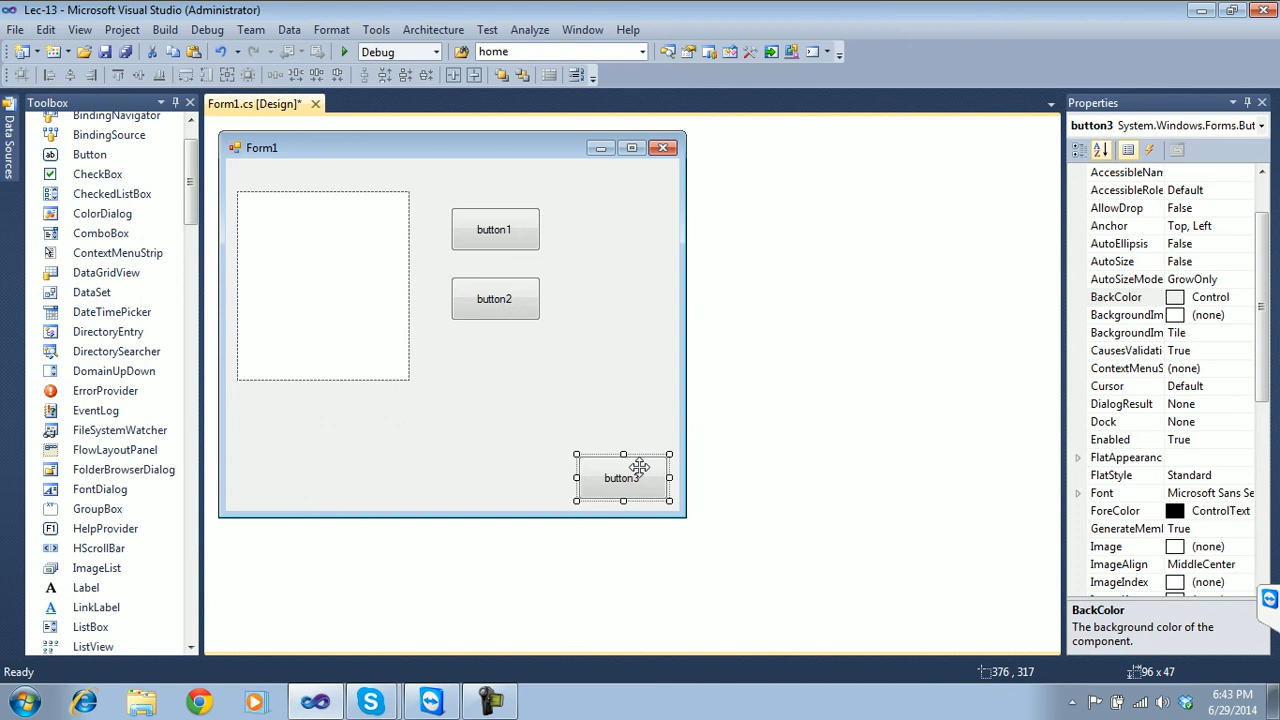 Lec-13 - Microsoft Visual Studio (Administrator)
File Edit View Project Build Debug Team Data Format Tools Architecture Test Analyze Window Help
Debug home
Data Sources
Toolbox
BindingNavigator
BindingSource
Button
CheckBox
CheckedListBox
ColorDialog
ComboBox
ContextMenuStrip
DataGridView
DataSet
DateTimePicker
DirectoryEntry
DirectorySearcher
DomainUpDown
ErrorProvider
EventLog
FileSystemWatcher
FlowLayoutPanel
FolderBrowserDialog
FontDialog
GroupBox
HelpProvider
HScrollBar
ImageList
Label
LinkLabel
ListBox
ListView
Form1.cs [Design]*
Form1
button1
button2
button3
Properties
button3 System.Windows.Forms.But
AccessibleNam
AccessibleRole Default
AllowDrop False
Anchor Top, Left
AutoEllipsis False
AutoSize False
AutoSizeMode GrowOnly
BackColor Control
BackgroundIm (none)
BackgroundIm Tile
CausesValidati True
ContextMenuS (none)
Cursor Default
DialogResult None
Dock None
Enabled True
FlatAppearanc
FlatStyle Standard
Font Microsoft Sans Se
ForeColor ControlText
GenerateMeml True
Image (none)
ImageAlign MiddleCenter
ImageIndex (none)
BackColor
The background color of the
component.
Ready 376 , 317 96 x 47
6:43 PM
6/29/2014